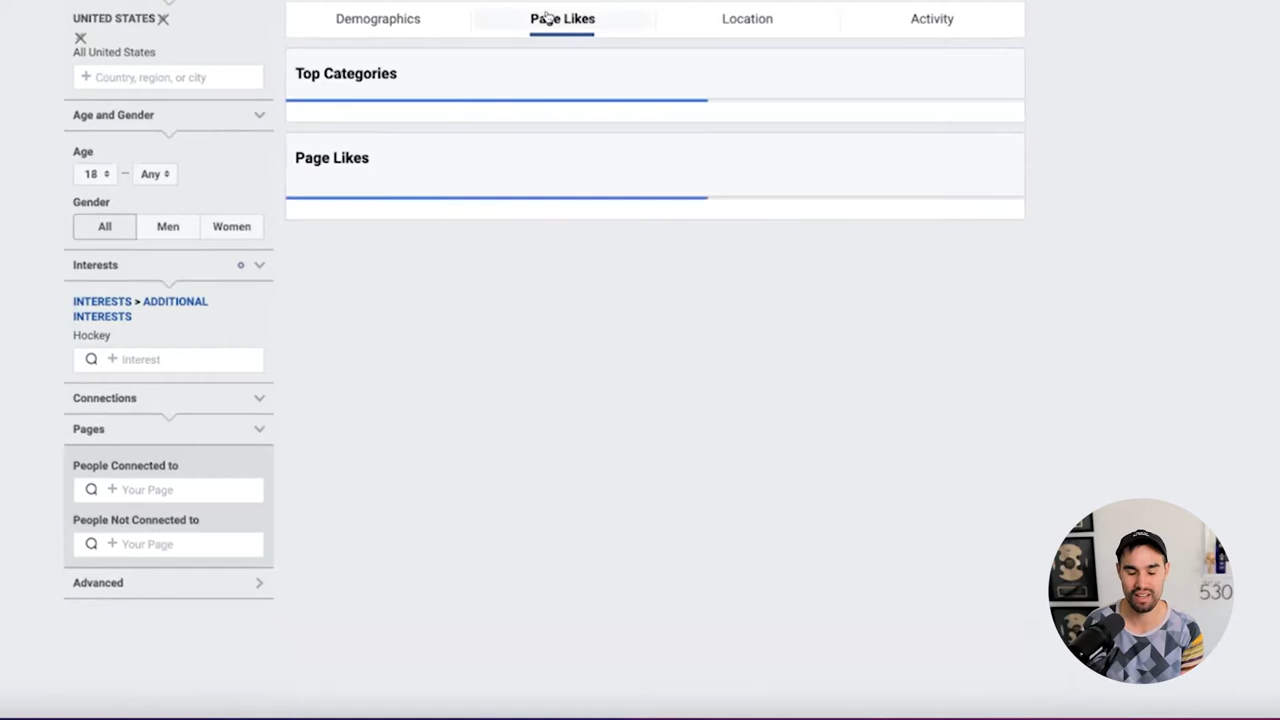 UNITED STATES
All United States
+ Country, region, or city
Age and Gender
Age
18 – Any
Gender
All Men Women
Interests
INTERESTS > ADDITIONAL
INTERESTS
Hockey
+ Interest
Connections
Pages
People Connected to
+ Your Page
People Not Connected to
+ Your Page
Advanced
Demographics Page Likes Location Activity
Top Categories
Page Likes
530